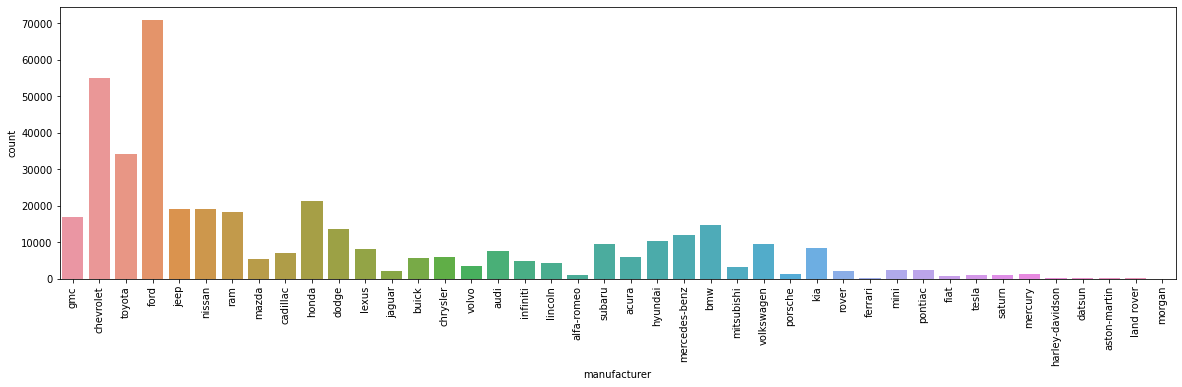 70000
60000
50000
40000
30000
20000
10000
0
count
gmc
chevrolet
toyota
ford
jeep
nissan
ram
mazda
cadillac
honda
dodge
lexus
jaguar
buick
chrysler
volvo
audi
infiniti
lincoln
alfa-romeo
subaru
acura
hyundai
mercedes-benz
bmw
mitsubishi
volkswagen
porsche
kia
rover
ferrari
mini
pontiac
fiat
tesla
saturn
mercury
harley-davidson
datsun
aston-martin
land rover
morgan
manufacturer